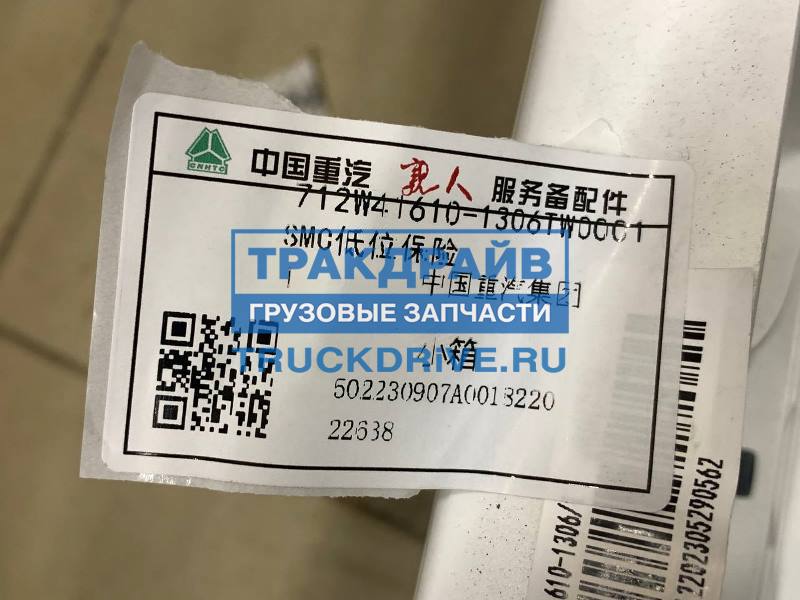 CNHTC
中国重汽 亲人 服务备配件
712W41610-1306TW0001
SMC低位保险
1 中国重汽集团
ТРАКДРАЙВ
ГРУЗОВЫЕ ЗАПЧАСТИ
TRUCKDRIVE.RU
小箱
502230907A0018220
22638
610-1306/
2202305290562